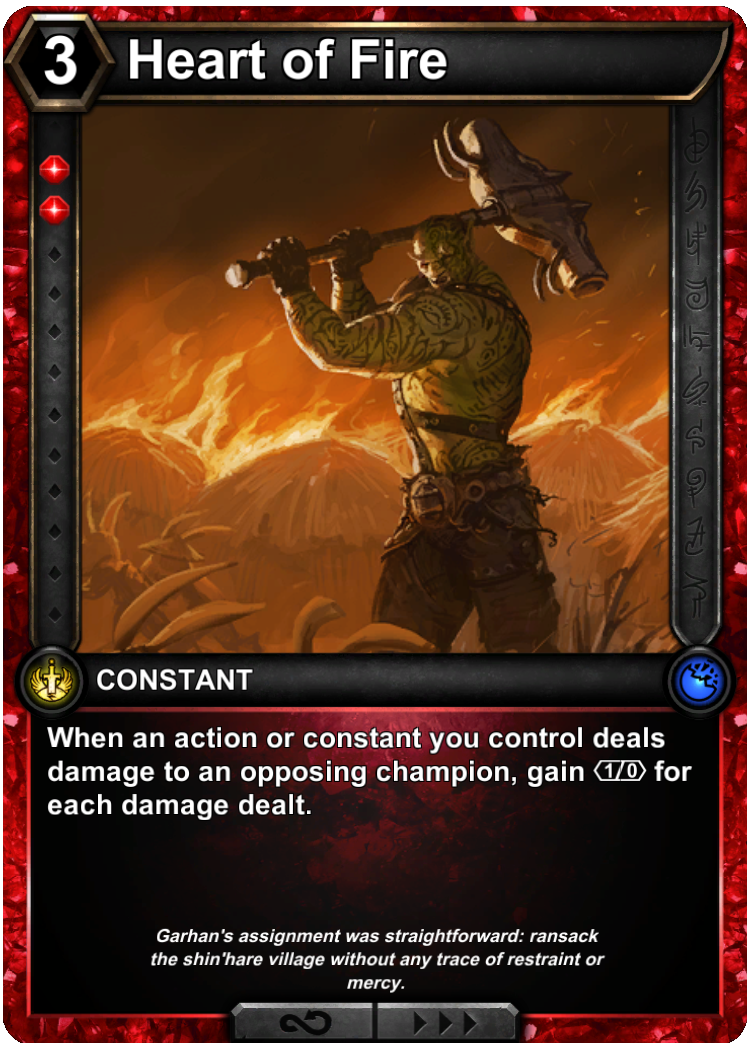 3
Heart of Fire
CONSTANT
When an action or constant you control deals
damage to an opposing champion, gain ⟨1/0⟩ for
each damage dealt.
Garhan's assignment was straightforward: ransack
the shin'hare village without any trace of restraint or
mercy.